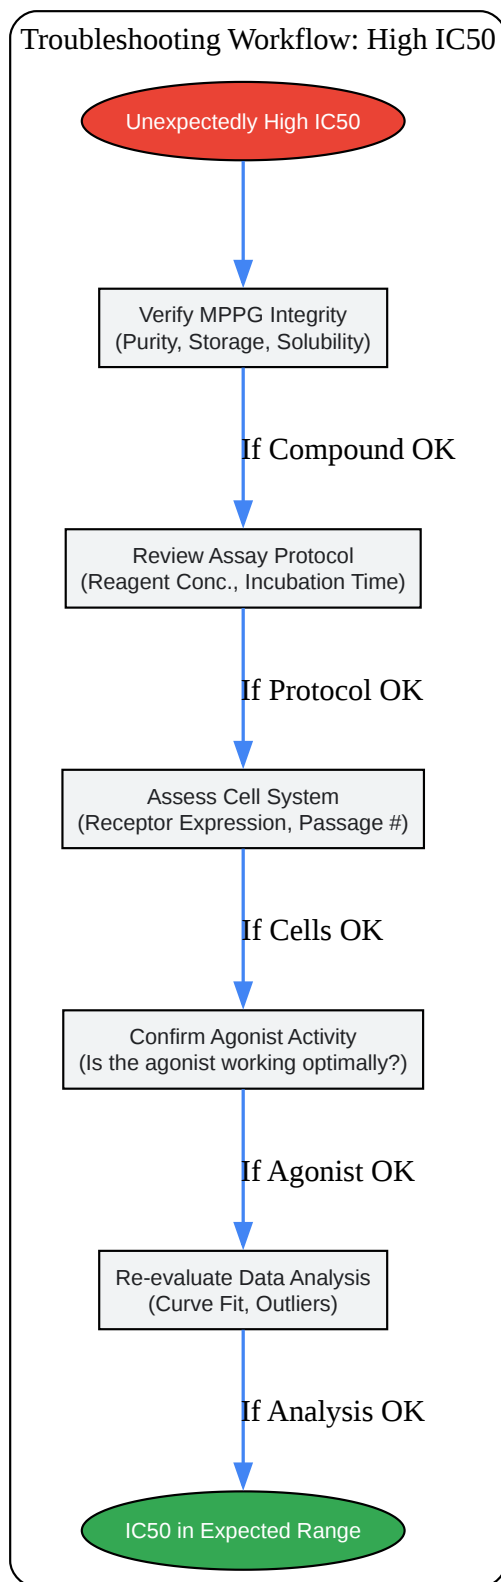 Troubleshooting Workflow: High IC50
Unexpectedly High IC50
Verify MPPG Integrity
(Purity, Storage, Solubility)
If Compound OK
Review Assay Protocol
(Reagent Conc., Incubation Time)
If Protocol OK
Assess Cell System
(Receptor Expression, Passage #)
If Cells OK
Confirm Agonist Activity
(Is the agonist working optimally?)
If Agonist OK
Re-evaluate Data Analysis
(Curve Fit, Outliers)
If Analysis OK
IC50 in Expected Range